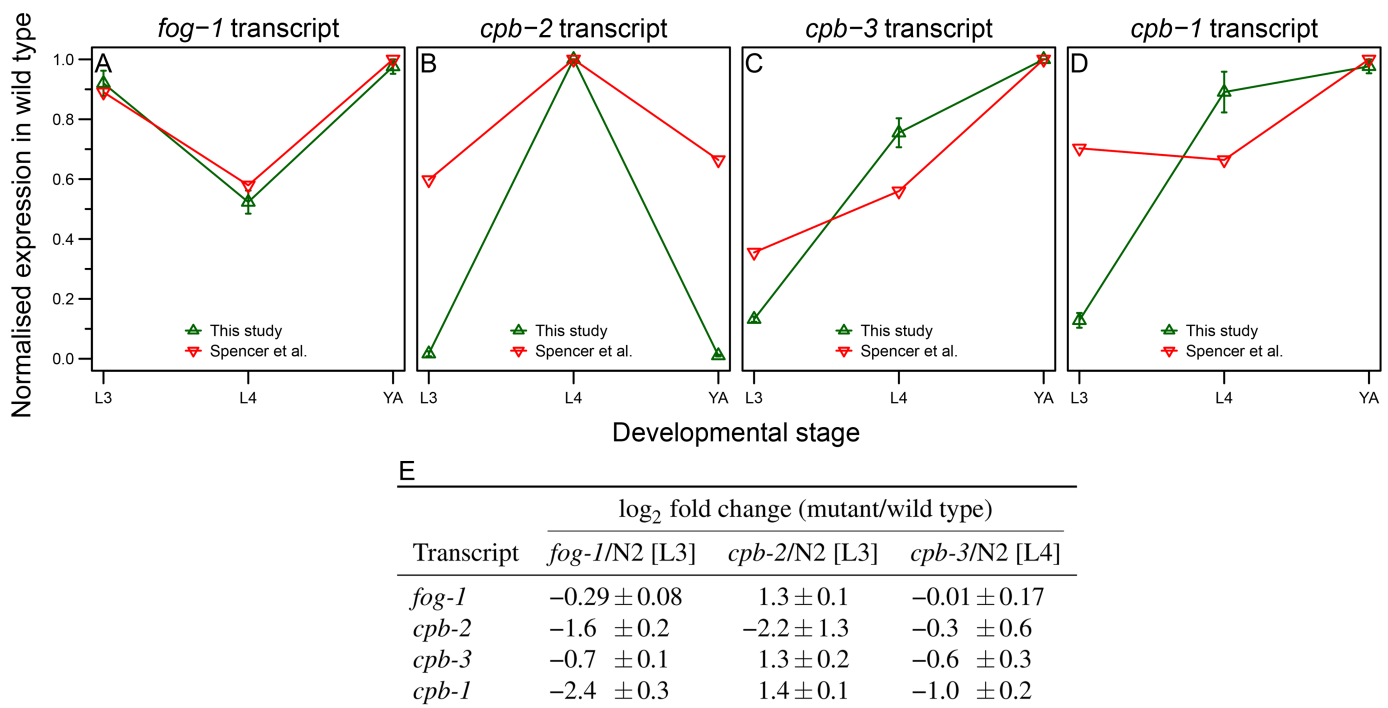 fog−1 transcript
cpb−2 transcript
cpb−3 transcript
cpb−1 transcript
Normalised expression in wild type
1.0
0.8
0.6
0.4
0.2
0.0
A
This study
Spencer et al.
L3 L4 YA
B
This study
Spencer et al.
L3 L4 YA
C
This study
Spencer et al.
L3 L4 YA
D
This study
Spencer et al.
L3 L4 YA
Developmental stage
E
log2 fold change (mutant/wild type)
Transcript fog-1/N2 [L3] cpb-2/N2 [L3] cpb-3/N2 [L4]
fog-1 −0.29 ± 0.08 1.3 ± 0.1 −0.01 ± 0.17
cpb-2 −1.6 ± 0.2 −2.2 ± 1.3 −0.3 ± 0.6
cpb-3 −0.7 ± 0.1 1.3 ± 0.2 −0.6 ± 0.3
cpb-1 −2.4 ± 0.3 1.4 ± 0.1 −1.0 ± 0.2